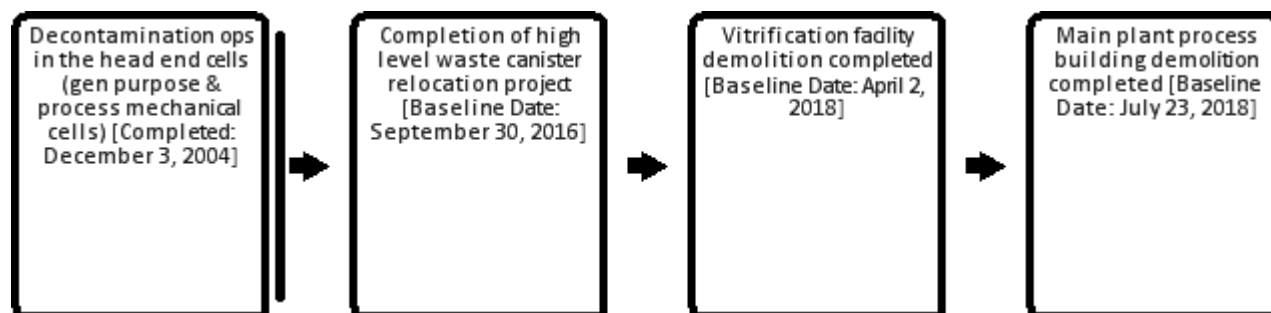 Decontamination ops
in the head end cells
(gen purpose &
process mechanical
cells) [Completed:
December 3, 2004]
Completion of high
level waste canister
relocation project
[Baseline Date:
September 30, 2016]
Vitrification facility
demolition completed
[Baseline Date: April 2,
2018]
Main plant process
building demolition
completed [Baseline
Date: July 23, 2018]